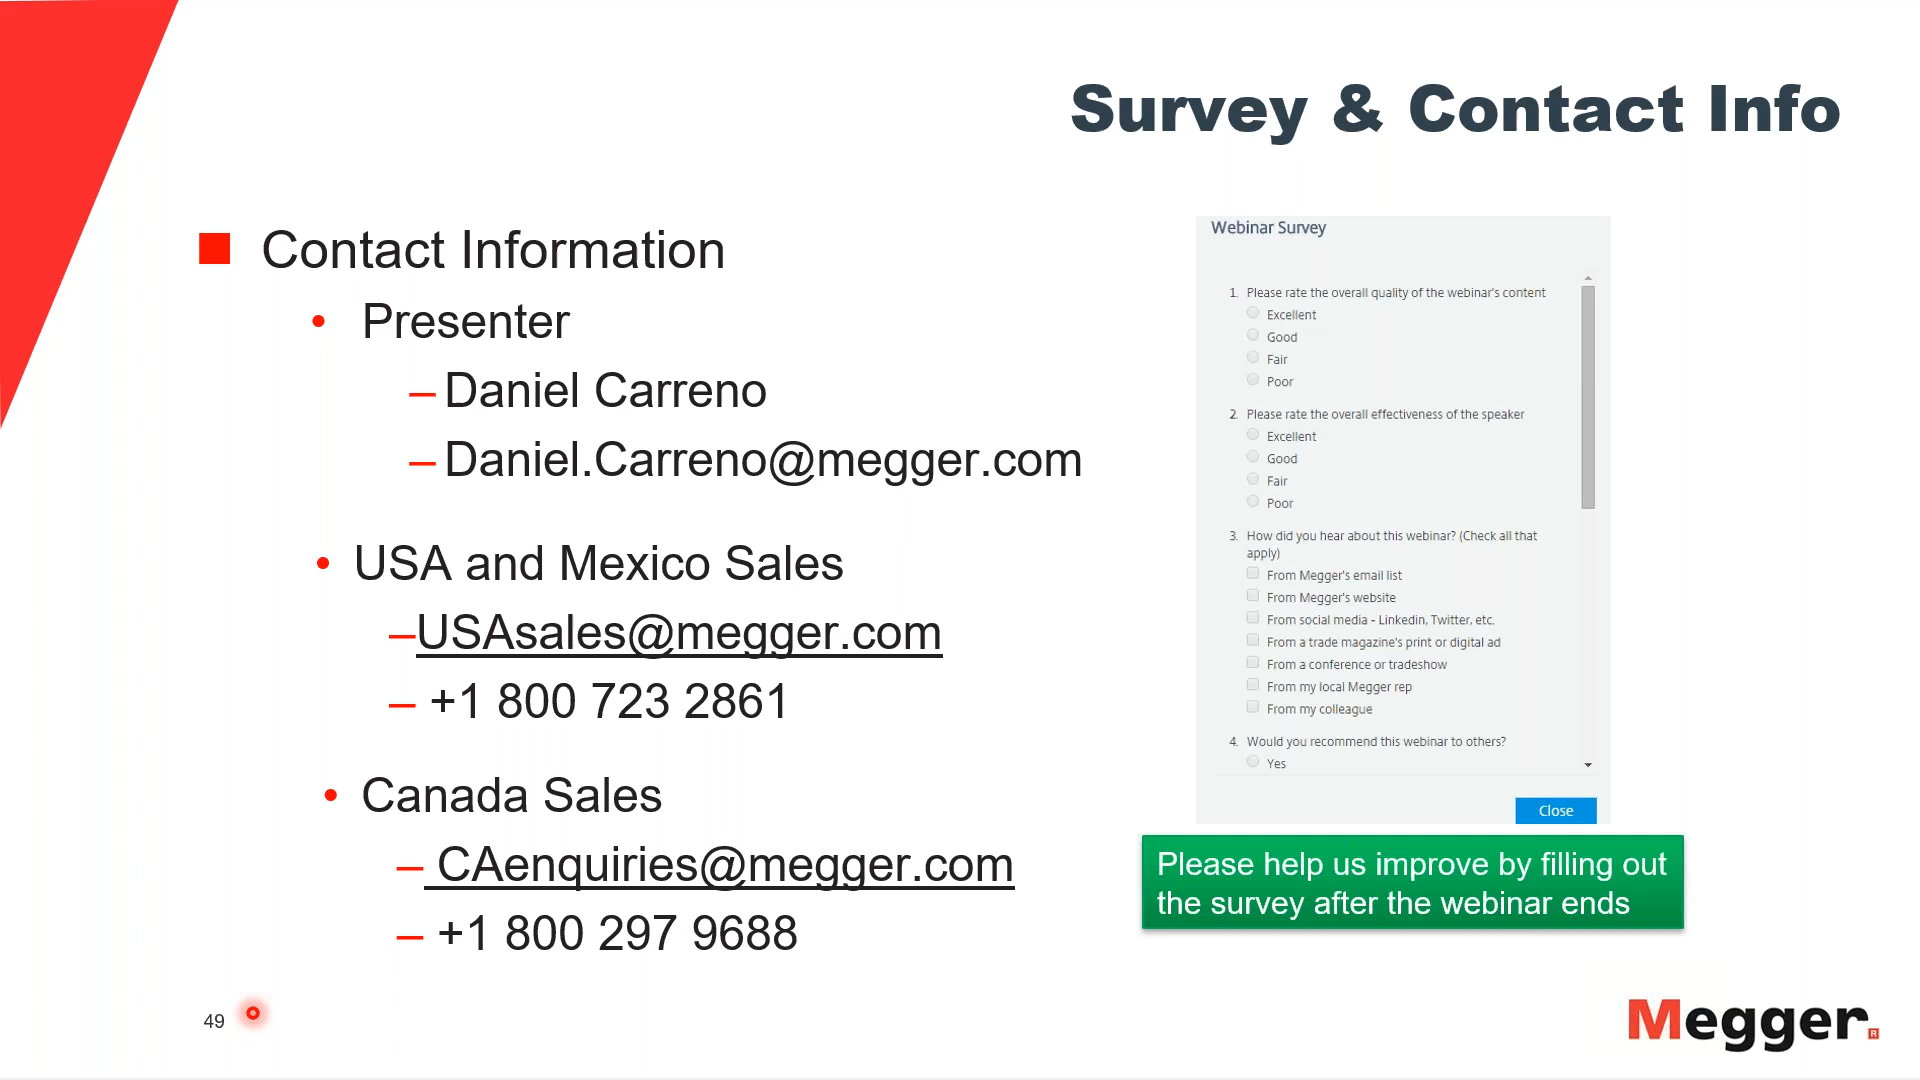 Survey & Contact Info
Contact Information
• Presenter
– Daniel Carreno
– Daniel.Carreno@megger.com
• USA and Mexico Sales
–USAsales@megger.com
– +1 800 723 2861
• Canada Sales
– CAenquiries@megger.com
– +1 800 297 9688
Webinar Survey
1. Please rate the overall quality of the webinar's content
Excellent
Good
Fair
Poor
2. Please rate the overall effectiveness of the speaker
Excellent
Good
Fair
Poor
3. How did you hear about this webinar? (Check all that
apply)
From Megger's email list
From Megger's website
From social media - Linkedin, Twitter, etc.
From a trade magazine's print or digital ad
From a conference or tradeshow
From my local Megger rep
From my colleague
4. Would you recommend this webinar to others?
Yes
Close
Please help us improve by filling out
the survey after the webinar ends
49
Megger.